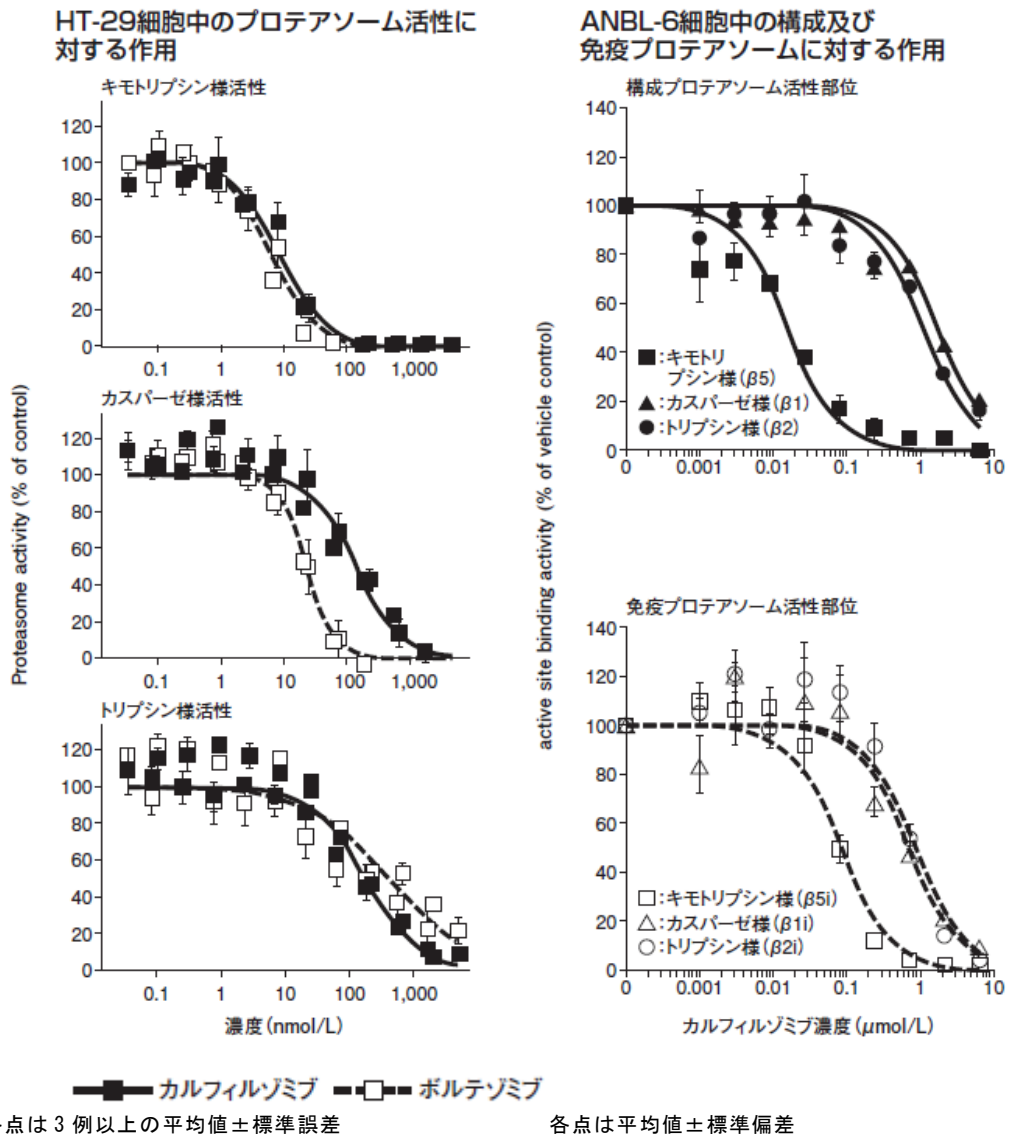 HT-29細胞中のプロテアソーム活性に
対する作用
キモトリプシン様活性
120
100
80
60
40
20
0
0.1 1 10 100 1,000
カスパーゼ様活性
120
100
80
60
40
20
0
0.1 1 10 100 1,000
トリプシン様活性
120
100
80
60
40
20
0
0.1 1 10 100 1,000
濃度(nmol/L)
Proteasome activity (% of control)
ANBL-6細胞中の構成及び
免疫プロテアソームに対する作用
構成プロテアソーム活性部位
140
120
100
80
60
40
20
0
■:キモトリ
プシン様(β5)
▲:カスパーゼ様(β1)
●:トリプシン様(β2)
0 0.001 0.01 0.1 1 10
免疫プロテアソーム活性部位
140
120
100
80
60
40
20
0
□:キモトリプシン様(β5i)
△:カスパーゼ様(β1i)
○:トリプシン様(β2i)
0 0.001 0.01 0.1 1 10
カルフィルゾミブ濃度(μmol/L)
active site binding activity (% of vehicle control)
カルフィルゾミブ ボルテゾミブ
点は3例以上の平均値±標準誤差
各点は平均値±標準偏差